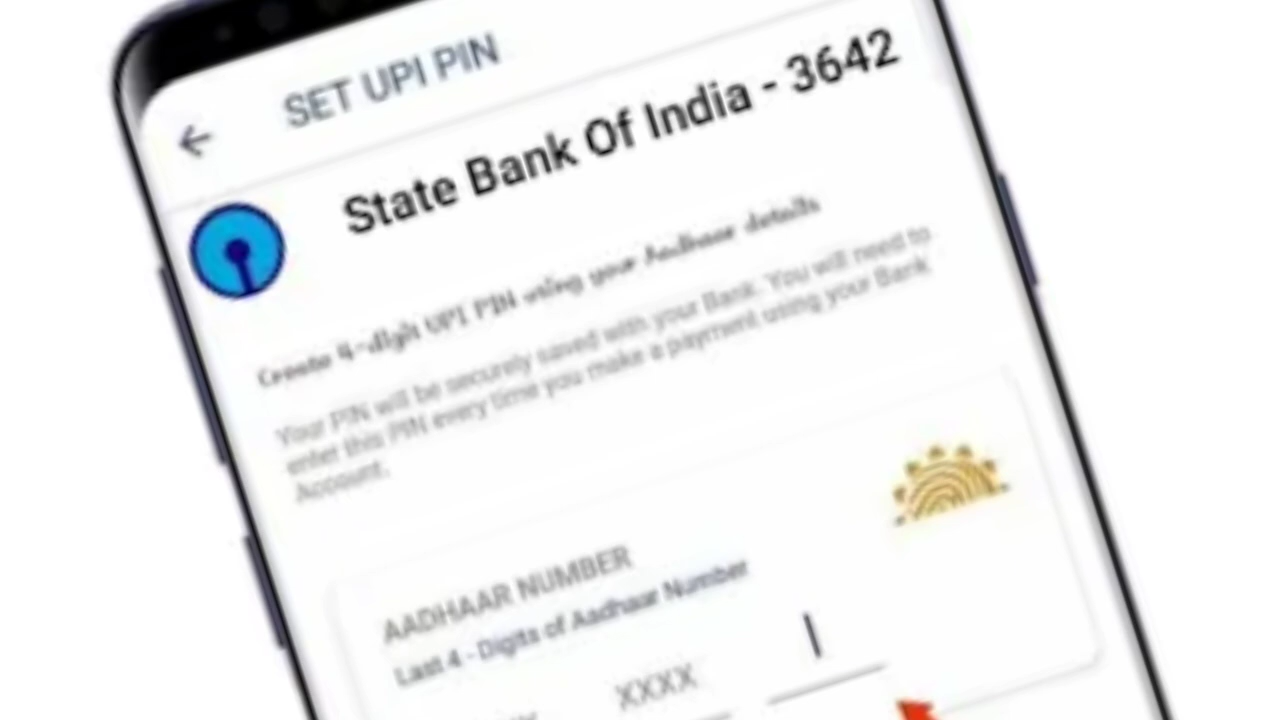 SET UPI PIN
State Bank Of India - 3642
Create 4-digit UPI PIN using your Aadhaar details
Your PIN will be securely saved with your Bank. You will need to
enter this PIN every time you make a payment using your Bank
Account.
AADHAAR NUMBER
Last 4 - Digits of Aadhaar Number
XXXX